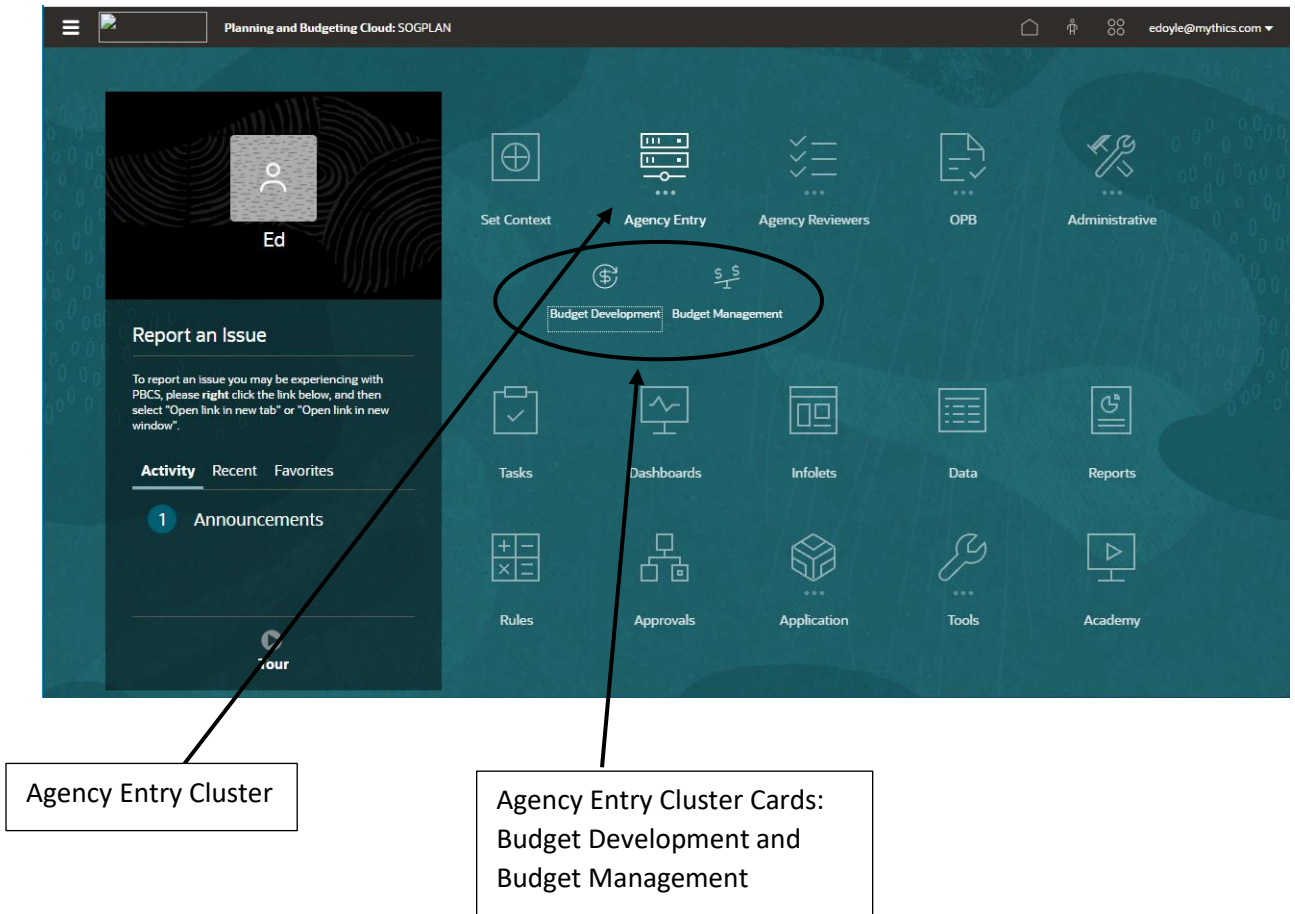 Planning and Budgeting Cloud: SOGPLAN
edoyle@mythics.com
Ed
Report an Issue
To report an issue you may be experiencing with
PBCS, please right click the link below, and then
select "Open link in new tab" or "Open link in new
window".
Activity Recent Favorites
1 Announcements
Tour
Set Context Agency Entry Agency Reviewers OPB Administrative
Budget Development Budget Management
Tasks Dashboards Infolets Data Reports
Rules Approvals Application Tools Academy
Agency Entry Cluster
Agency Entry Cluster Cards:
Budget Development and
Budget Management